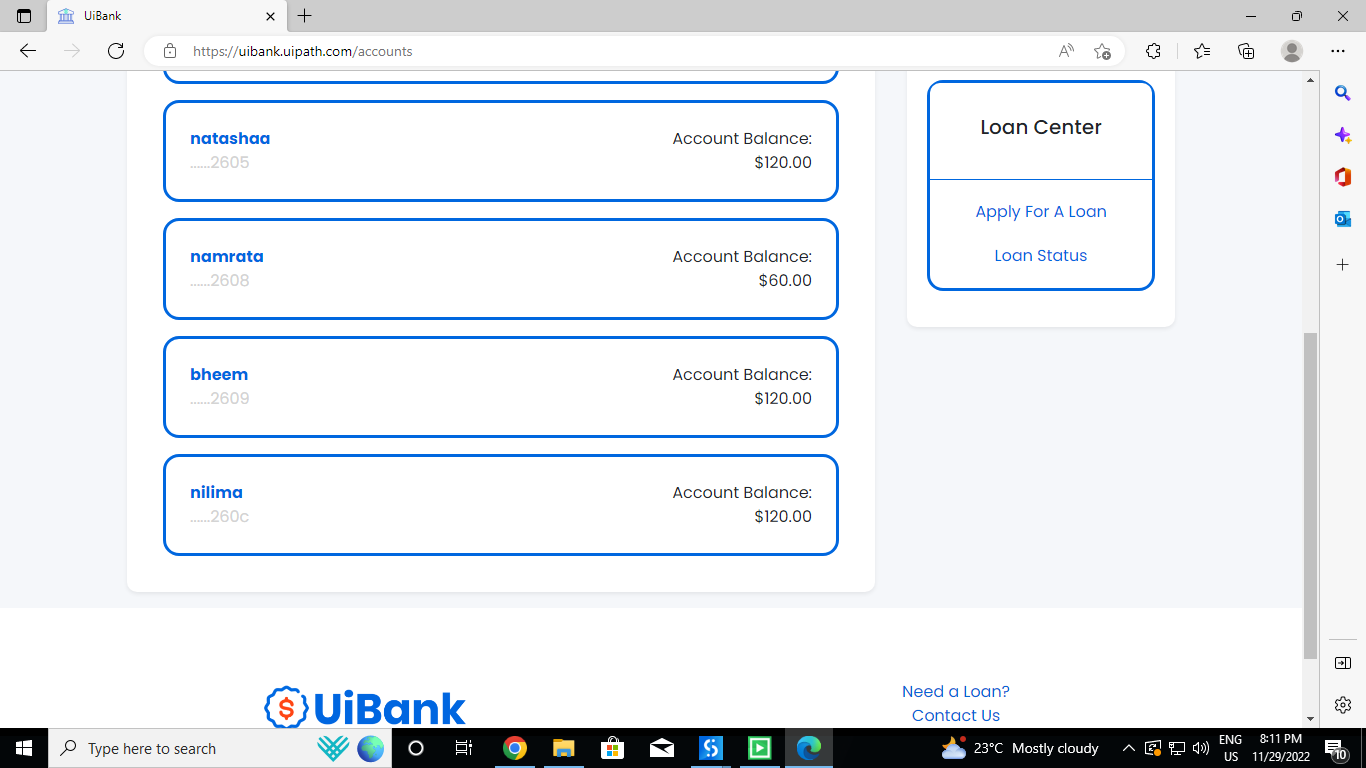 UiBank
https://uibank.uipath.com/accounts
natashaa
Account Balance:
......2605
$120.00
namrata
Account Balance:
......2608
$60.00
bheem
Account Balance:
......2609
$120.00
nilima
Account Balance:
......260c
$120.00
Loan Center
Apply For A Loan
Loan Status
UiBank
Need a Loan?
Contact Us
Type here to search
23°C Mostly cloudy
ENG
US
8:11 PM
11/29/2022
10